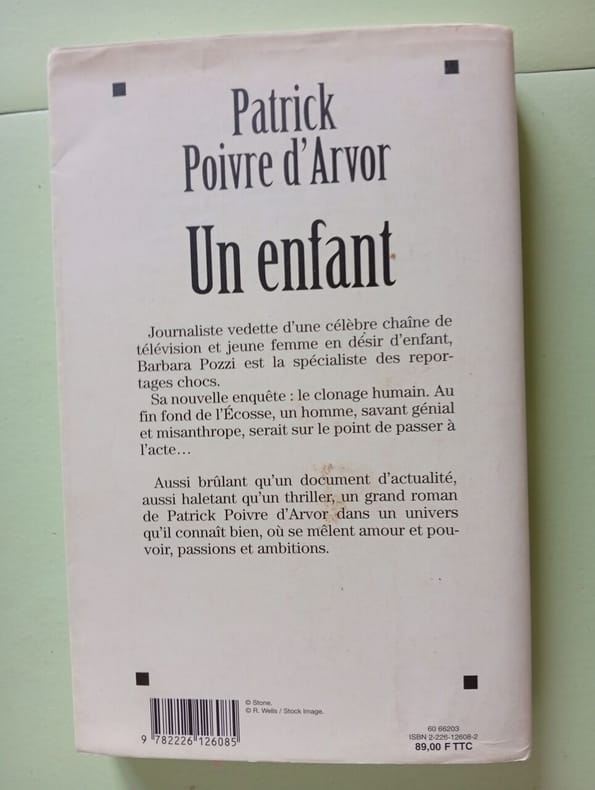 Patrick
Poivre d'Arvor
Un enfant
Journaliste vedette d'une célèbre chaîne de
télévision et jeune femme en désir d'enfant,
Barbara Pozzi est la spécialiste des repor-
tages chocs.
Sa nouvelle enquête : le clonage humain. Au
fin fond de l'Écosse, un homme, savant génial
et misanthrope, serait sur le point de passer à
l'acte…
Aussi brûlant qu'un document d'actualité,
aussi haletant qu'un thriller, un grand roman
de Patrick Poivre d'Arvor dans un univers
qu'il connaît bien, où se mêlent amour et pou-
voir, passions et ambitions.
© Stone.
© R. Wells / Stock Image.
9 782226 126085
60 66203
ISBN 2-226-12608-2
89,00 F TTC